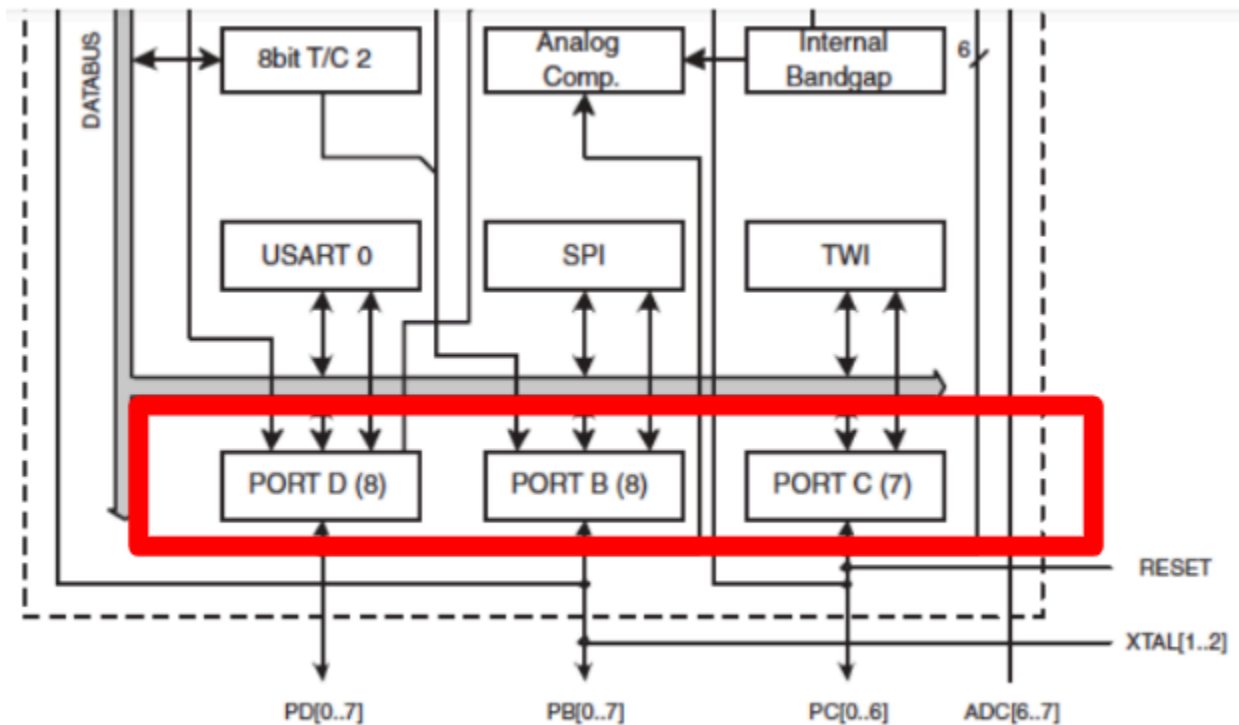 DATABUS
8bit T/C 2
Analog
Comp.
Internal
Bandgap
6
USART 0
SPI
TWI
PORT D (8)
PORT B (8)
PORT C (7)
RESET
XTAL[1..2]
PD[0..7]
PB[0..7]
PC[0..6]
ADC[6..7]